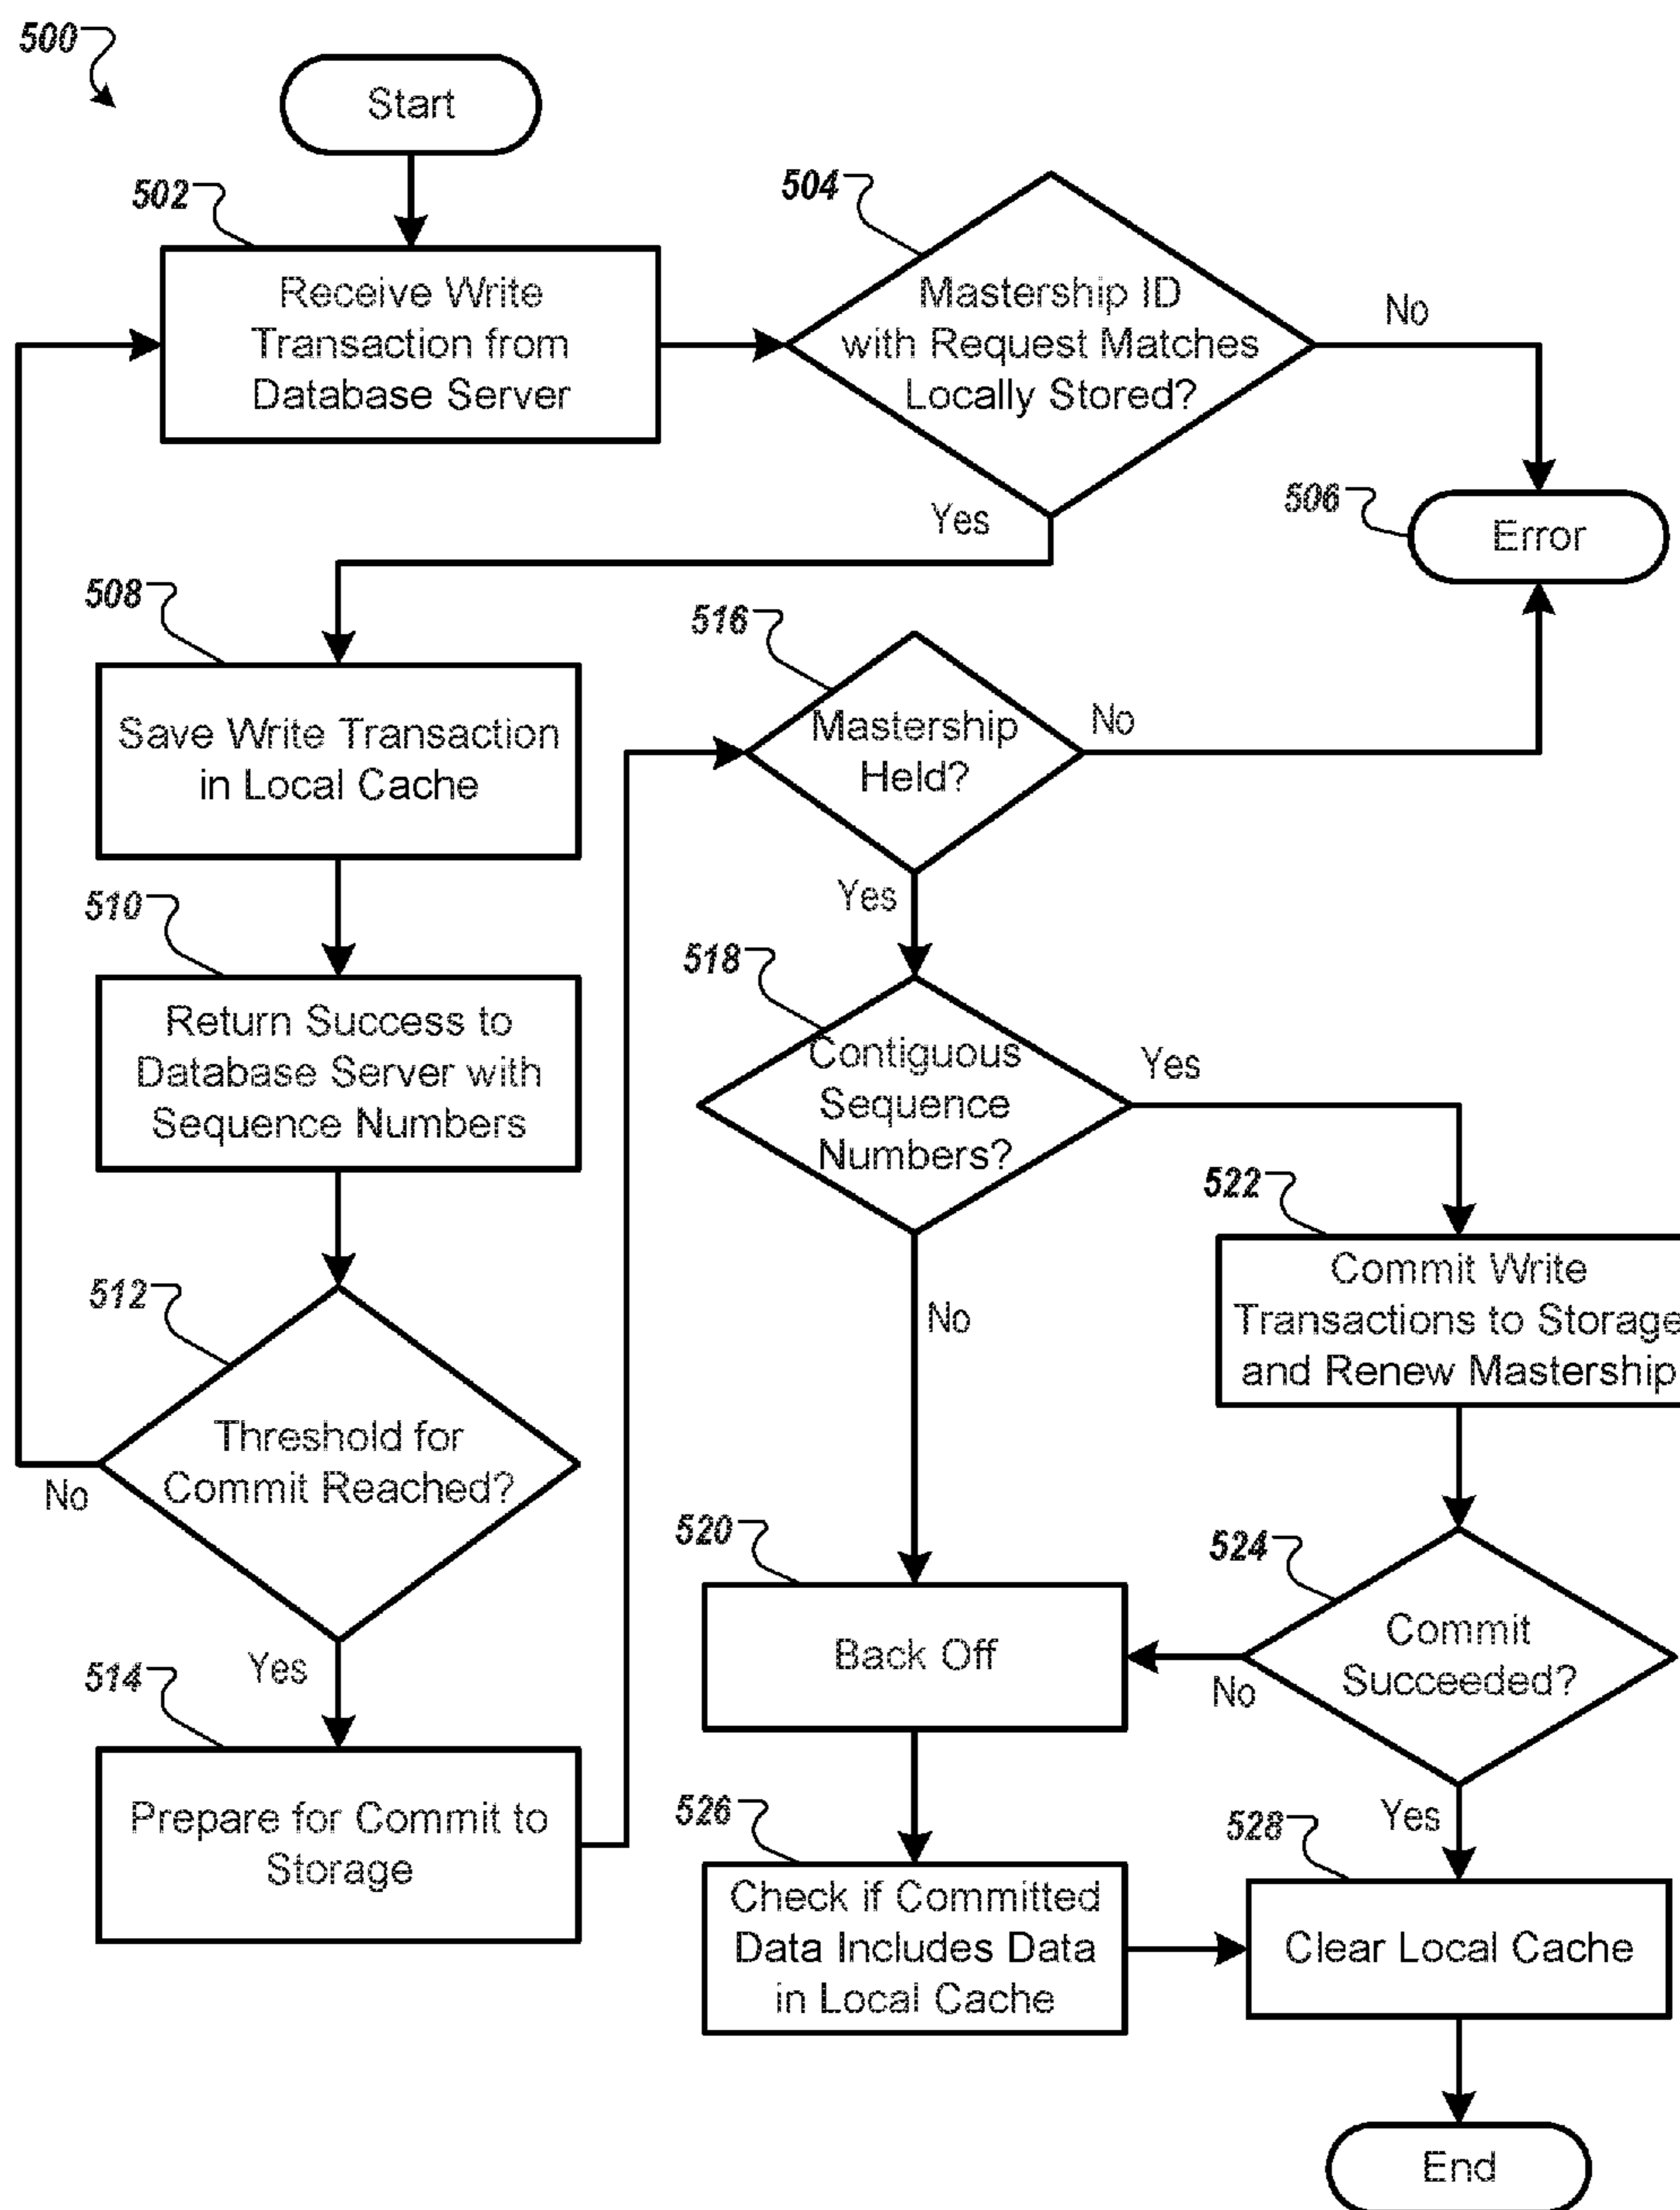 500
Start
502
Receive Write
Transaction from
Database Server
504
Mastership ID
with Request Matches
Locally Stored?
No
Yes
506
Error
508
Save Write Transaction
in Local Cache
510
Return Success to
Database Server with
Sequence Numbers
512
Threshold for
Commit Reached?
No
Yes
514
Prepare for Commit to
Storage
516
Mastership
Held?
No
Yes
518
Contiguous
Sequence
Numbers?
Yes
No
522
Commit Write
Transactions to Storage
and Renew Mastership
520
Back Off
524
Commit
Succeeded?
No
Yes
526
Check if Committed
Data Includes Data
in Local Cache
528
Clear Local Cache
End